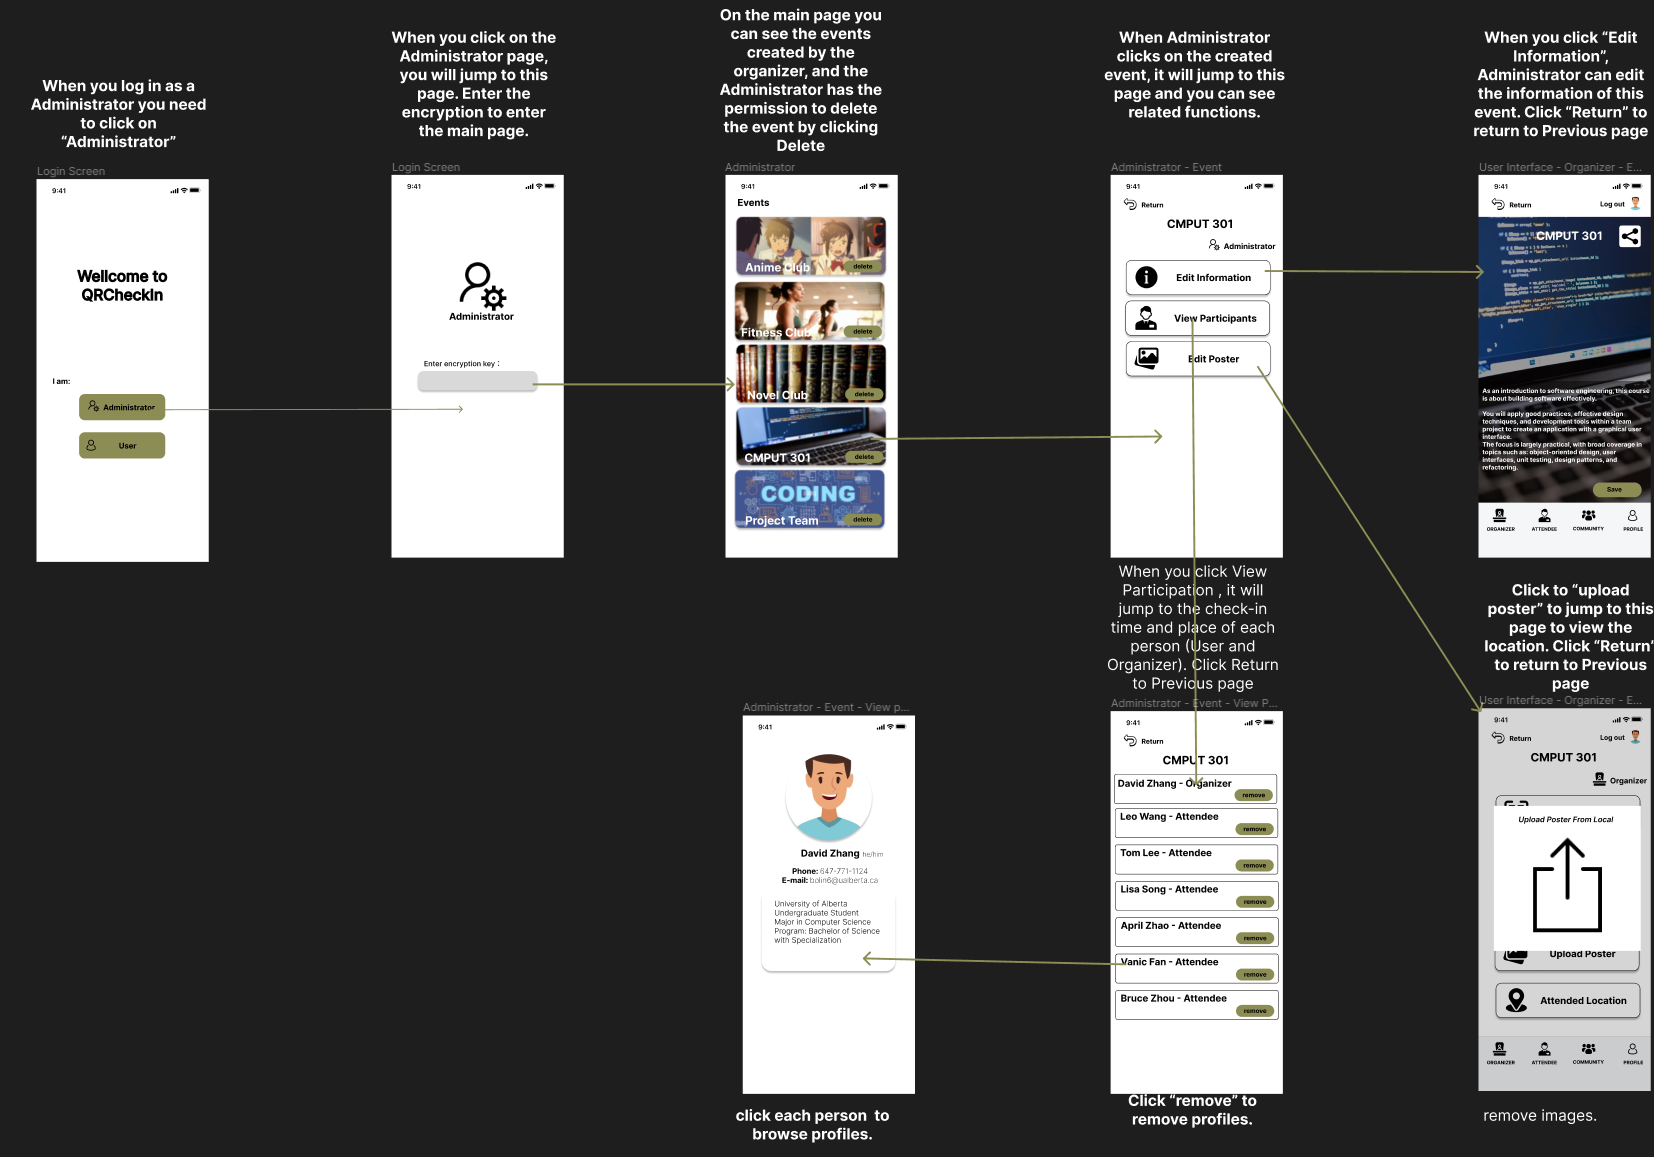 When you log in as a
Administrator you need
to click on
“Administrator”
Login Screen
9:41
Wellcome to
QRCheckIn
I am:
Administrator
User
When you click on the
Administrator page,
you will jump to this
page. Enter the
encryption to enter
the main page.
Login Screen
9:41
Administrator
Enter encryption key :
On the main page you
can see the events
created by the
organizer, and the
Administrator has the
permission to delete
the event by clicking
Delete
Administrator
9:41
Events
Anime Club
delete
Fitness Club
delete
Novel Club
delete
CMPUT 301
delete
CODING
Project Team
delete
When Administrator
clicks on the created
event, it will jump to this
page and you can see
related functions.
Administrator - Event
9:41
Return
CMPUT 301
Administrator
Edit Information
View Participants
Edit Poster
When you click “Edit
Information”,
Administrator can edit
the information of this
event. Click “Return” to
return to Previous page
User Interface - Organizer - E...
9:41
Return
Log out
CMPUT 301
As an introduction to software engineering, this course
is about building software effectively.
You will apply good practices, effective design
techniques, and development tools within a team
project to create an application with a graphical user
interface.
The focus is largely practical, with broad coverage in
topics such as: object-oriented design, user
interfaces, unit testing, design patterns, and
refactoring.
Save
ORGANIZER
ATTENDEE
COMMUNITY
PROFILE
When you click View
Participation , it will
jump to the check-in
time and place of each
person (User and
Organizer). Click Return
to Previous page
Administrator - Event - View P...
9:41
Return
CMPUT 301
David Zhang - Organizer
remove
Leo Wang - Attendee
remove
Tom Lee - Attendee
remove
Lisa Song - Attendee
remove
April Zhao - Attendee
remove
Vanic Fan - Attendee
remove
Bruce Zhou - Attendee
remove
Click “remove” to
remove profiles.
Administrator - Event - View p...
9:41
David Zhang he/him
Phone: 647-771-1124
E-mail: bolin6@ualberta.ca
University of Alberta
Undergraduate Student
Major in Computer Science
Program: Bachelor of Science
with Specialization
click each person to
browse profiles.
Click to “upload
poster” to jump to this
page to view the
location. Click “Return”
to return to Previous
page
User Interface - Organizer - E...
9:41
Return
Log out
CMPUT 301
Organizer
Upload Poster From Local
Upload Poster
Attended Location
ORGANIZER
ATTENDEE
COMMUNITY
PROFILE
remove images.